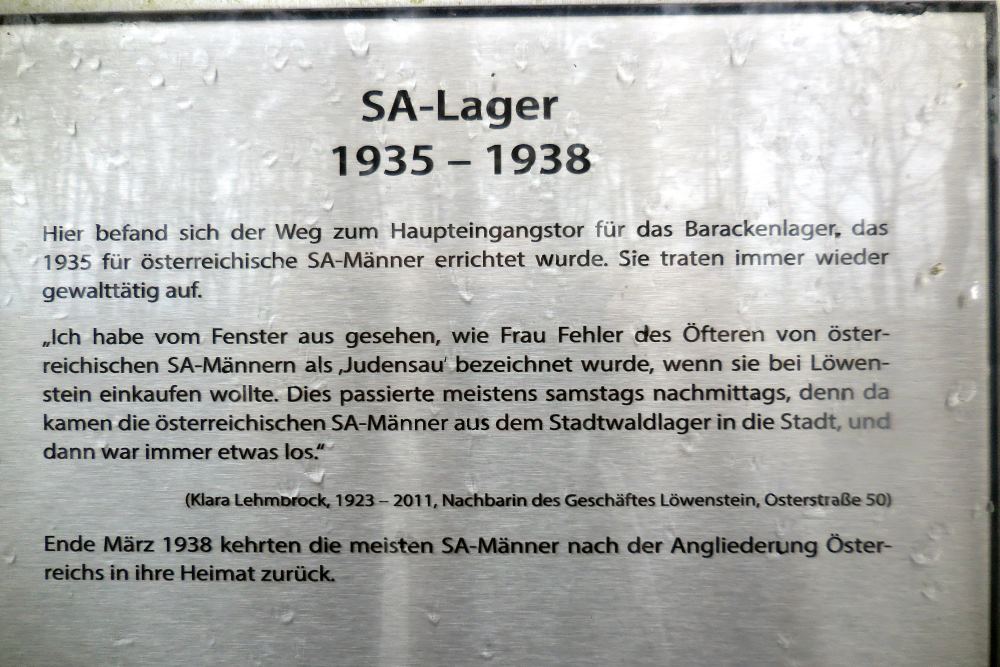 SA-Lager
1935 – 1938
Hier befand sich der Weg zum Haupteingangstor für das Barackenlager, das
1935 für österreichische SA-Männer errichtet wurde. Sie traten immer wieder
gewalttätig auf.
„Ich habe vom Fenster aus gesehen, wie Frau Fehler des Öfteren von öster-
reichischen SA-Männern als ‚Judensau‘ bezeichnet wurde, wenn sie bei Löwen-
stein einkaufen wollte. Dies passierte meistens samstags nachmittags, denn da
kamen die österreichischen SA-Männer aus dem Stadtwaldlager in die Stadt, und
dann war immer etwas los.“
(Klara Lehmbrock, 1923 – 2011, Nachbarin des Geschäftes Löwenstein, Osterstraße 50)
Ende März 1938 kehrten die meisten SA-Männer nach der Angliederung Öster-
reichs in ihre Heimat zurück.